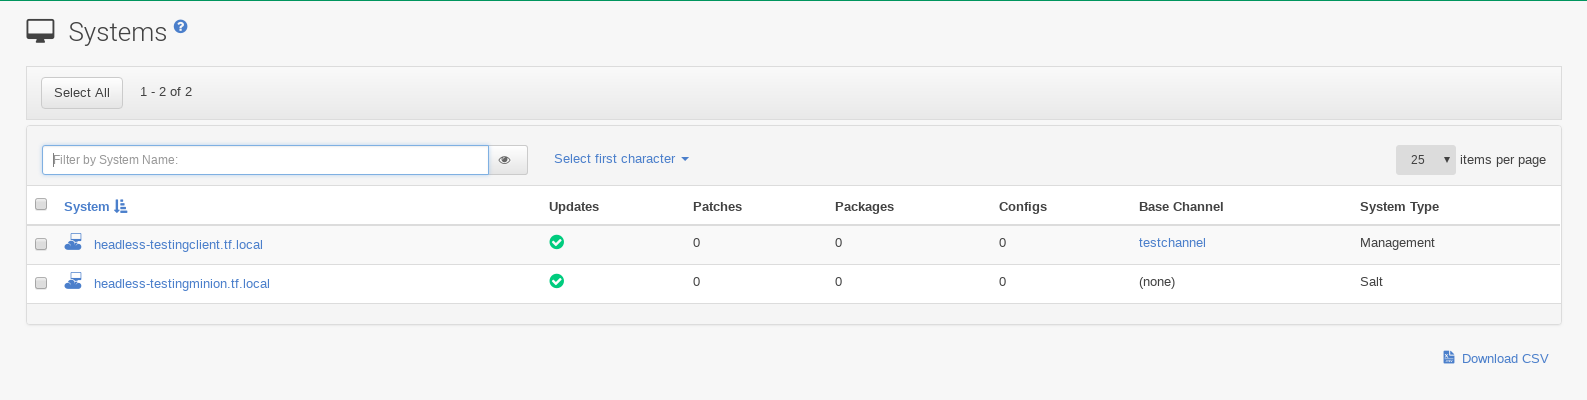 Systems
Select All 1 - 2 of 2
Filter by System Name: Select first character 25 items per page
System Updates Patches Packages Configs Base Channel System Type
headless-testingclient.tf.local 0 0 0 testchannel Management
headless-testingminion.tf.local 0 0 0 (none) Salt
Download CSV